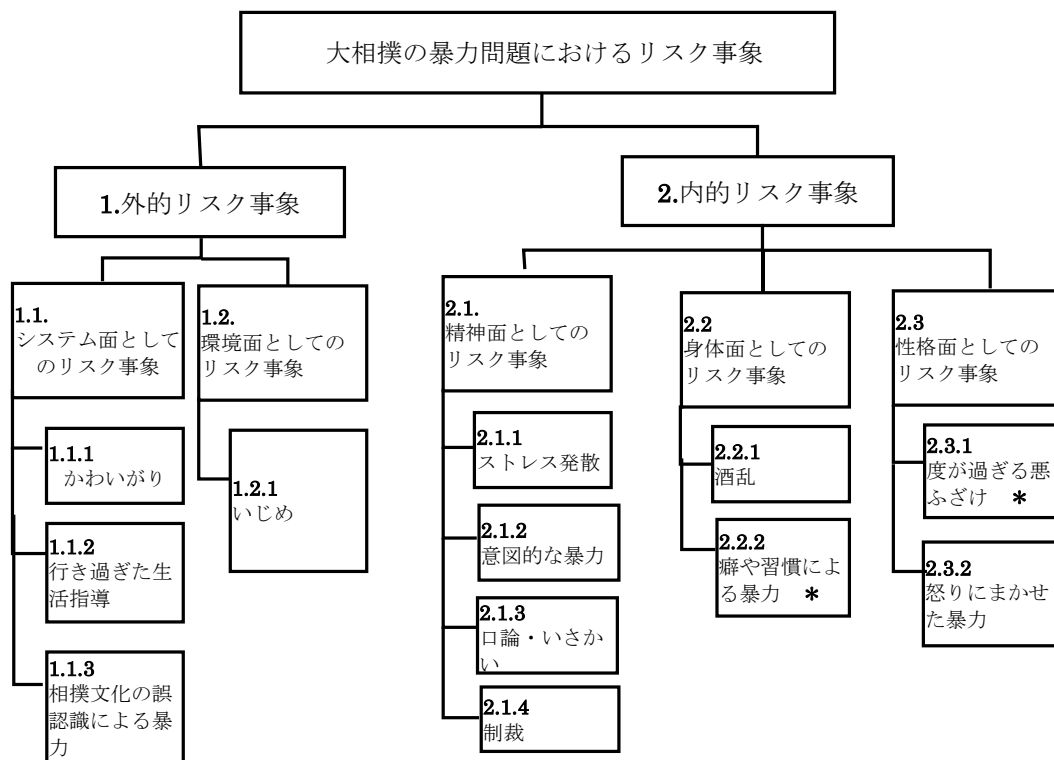 大相撲の暴力問題におけるリスク事象
1.外的リスク事象
2.内的リスク事象
1.1.
システム面として
のリスク事象
1.2.
環境面としての
リスク事象
2.1.
精神面としての
リスク事象
2.2
身体面としての
リスク事象
2.3
性格面としての
リスク事象
1.1.1
かわいがり
1.1.2
行き過ぎた生
活指導
1.1.3
相撲文化の誤
認識による暴
力
1.2.1
いじめ
2.1.1
ストレス発散
2.1.2
意図的な暴力
2.1.3
口論・いさか
い
2.1.4
制裁
2.2.1
酒乱
2.2.2
癖や習慣によ
る暴力 *
2.3.1
度が過ぎる悪
ふざけ *
2.3.2
怒りにまかせ
た暴力